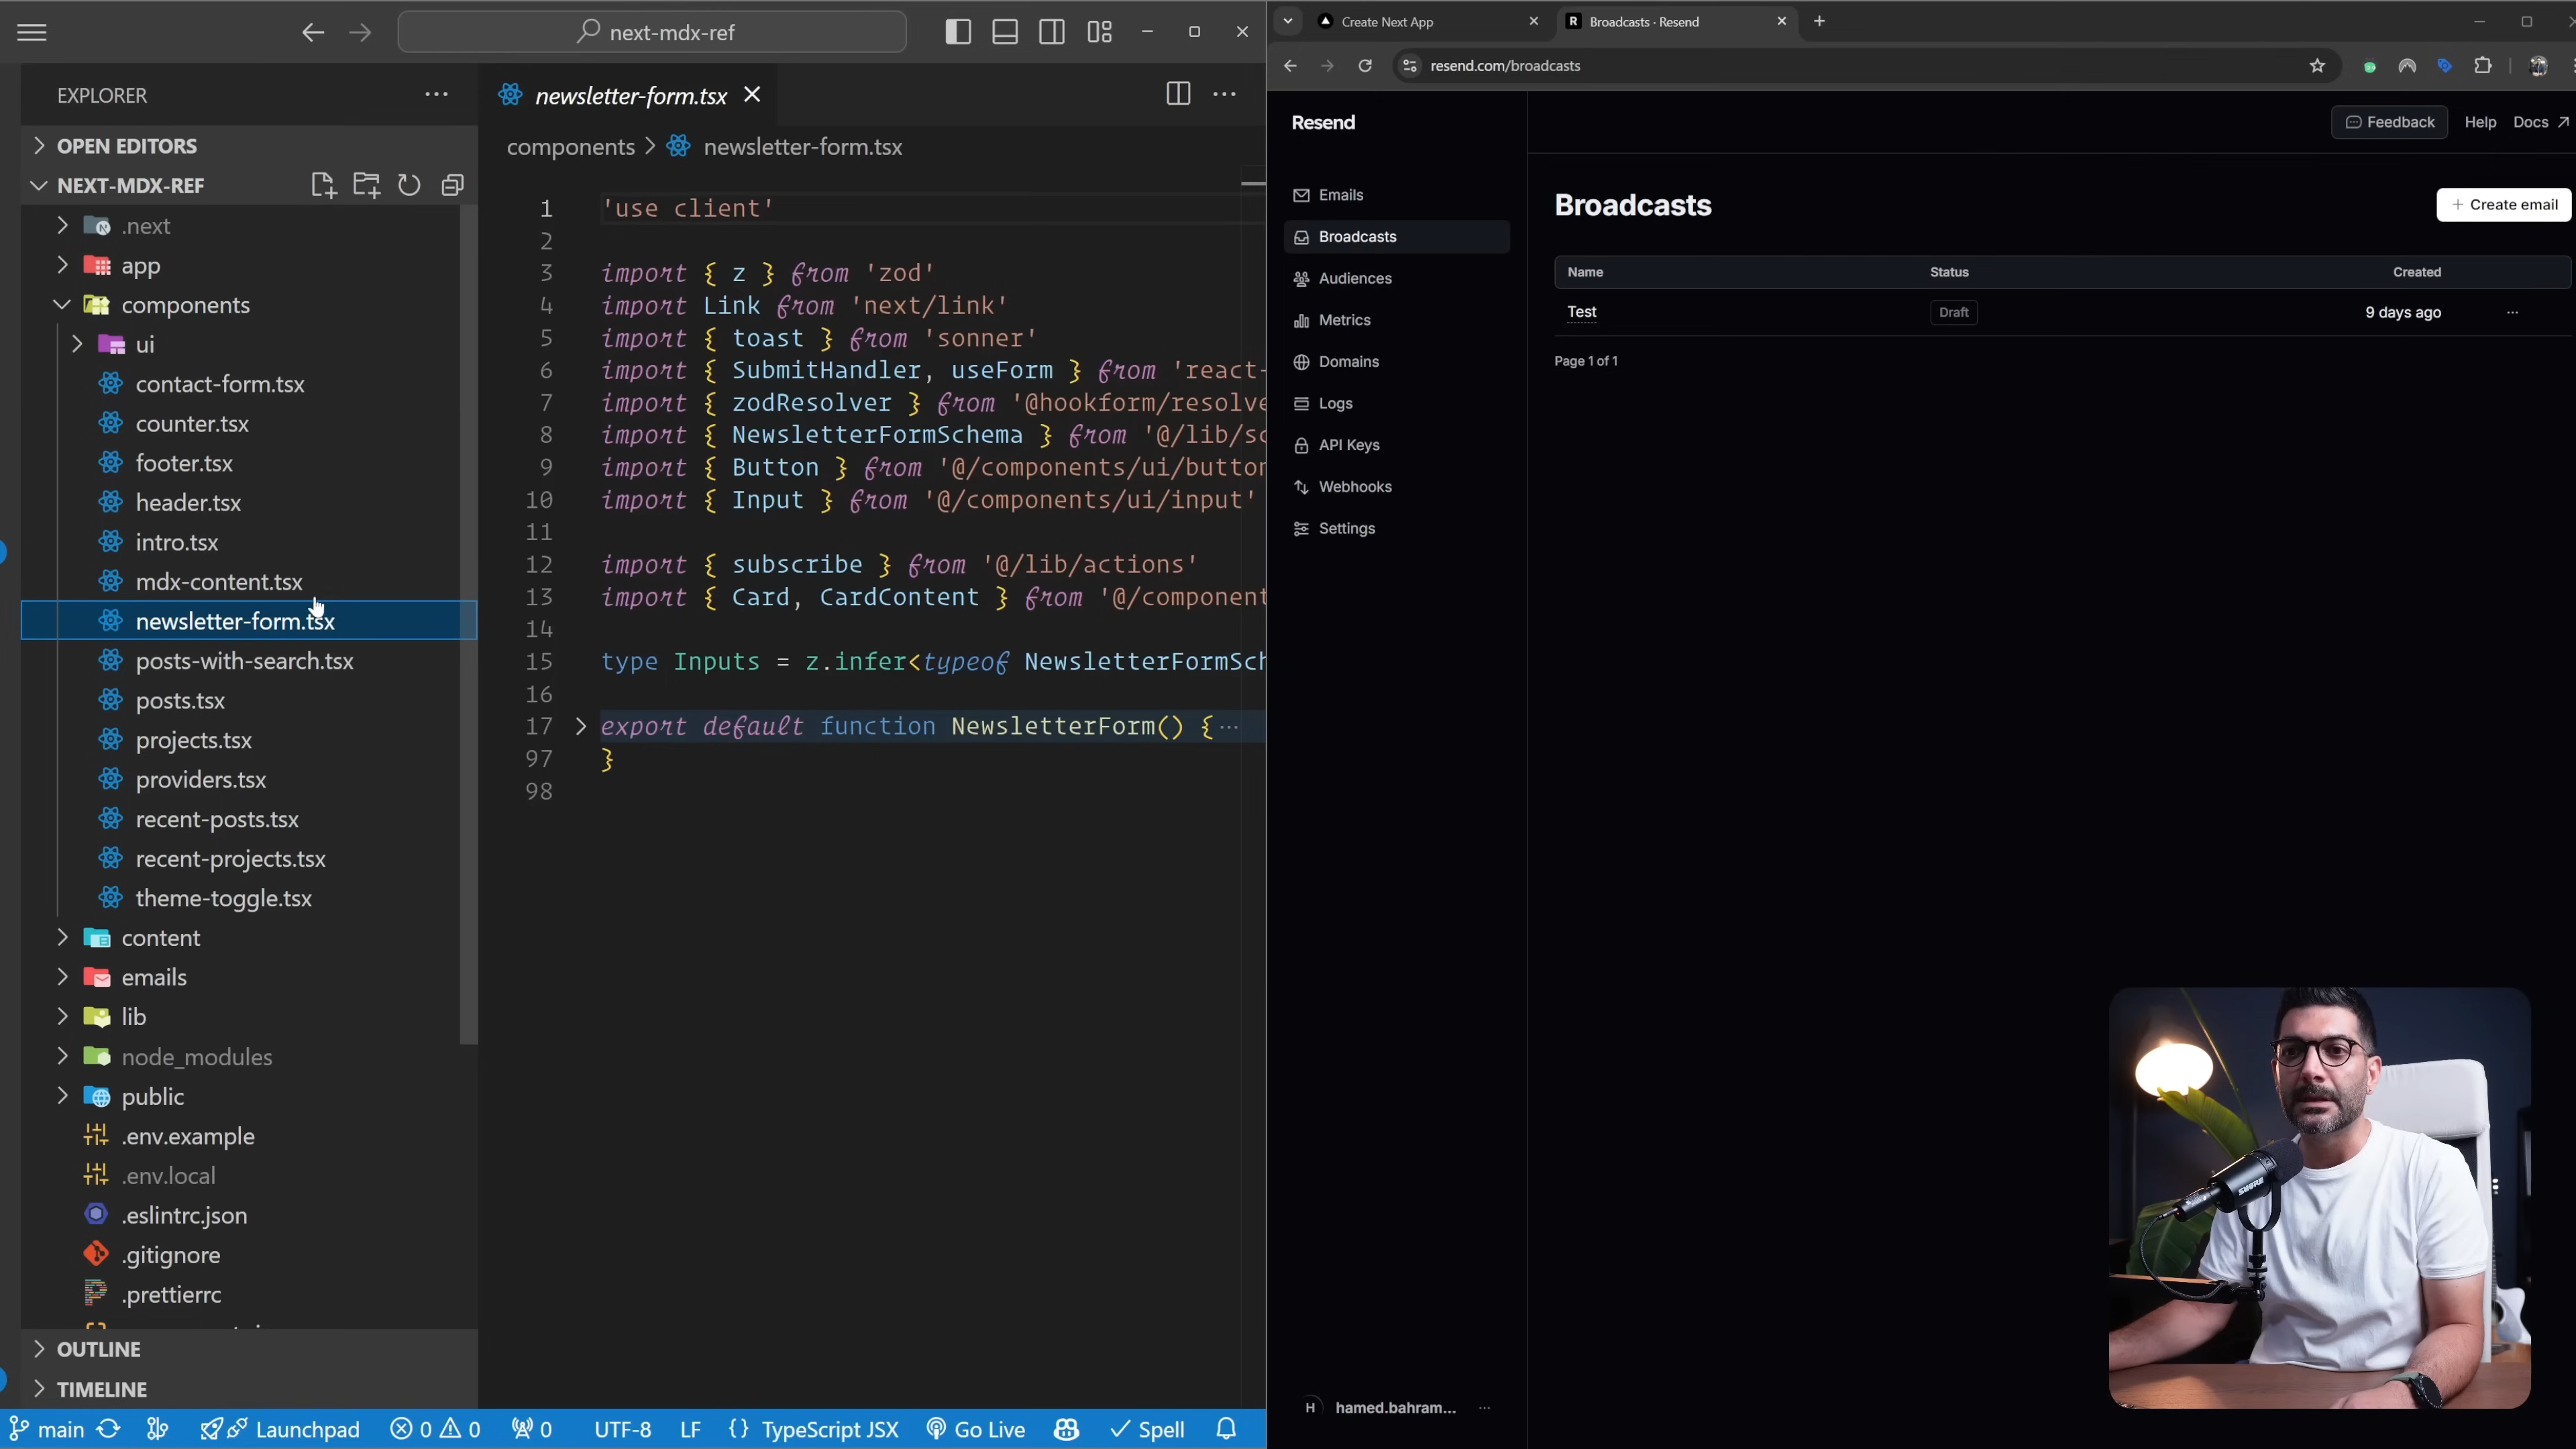 next-mdx-ref
EXPLORER
OPEN EDITORS
NEXT-MDX-REF
.next
app
components
ui
contact-form.tsx
counter.tsx
footer.tsx
header.tsx
intro.tsx
mdx-content.tsx
newsletter-form.tsx
posts-with-search.tsx
posts.tsx
projects.tsx
providers.tsx
recent-posts.tsx
recent-projects.tsx
theme-toggle.tsx
content
emails
lib
node_modules
public
.env.example
.env.local
.eslintrc.json
.gitignore
.prettierrc
OUTLINE
TIMELINE
newsletter-form.tsx
components > newsletter-form.tsx
1 'use client'
2
3 import { z } from 'zod'
4 import Link from 'next/link'
5 import { toast } from 'sonner'
6 import { SubmitHandler, useForm } from 'react-
7 import { zodResolver } from '@hookform/resolve
8 import { NewsletterFormSchema } from '@/lib/sc
9 import { Button } from '@/components/ui/button
10 import { Input } from '@/components/ui/input'
11
12 import { subscribe } from '@/lib/actions'
13 import { Card, CardContent } from '@/component
14
15 type Inputs = z.infer<typeof NewsletterFormSch
16
17 export default function NewsletterForm() {···
97 }
98
main
Launchpad
0
0
0
UTF-8
LF
{} TypeScript JSX
Go Live
Spell
Create Next App
R Broadcasts · Resend
resend.com/broadcasts
Resend
Feedback
Help
Docs
Emails
Broadcasts
Audiences
Metrics
Domains
Logs
API Keys
Webhooks
Settings
Broadcasts
+ Create email
Name
Status
Created
Test
Draft
9 days ago
Page 1 of 1
H
hamed.bahram...
SHURE